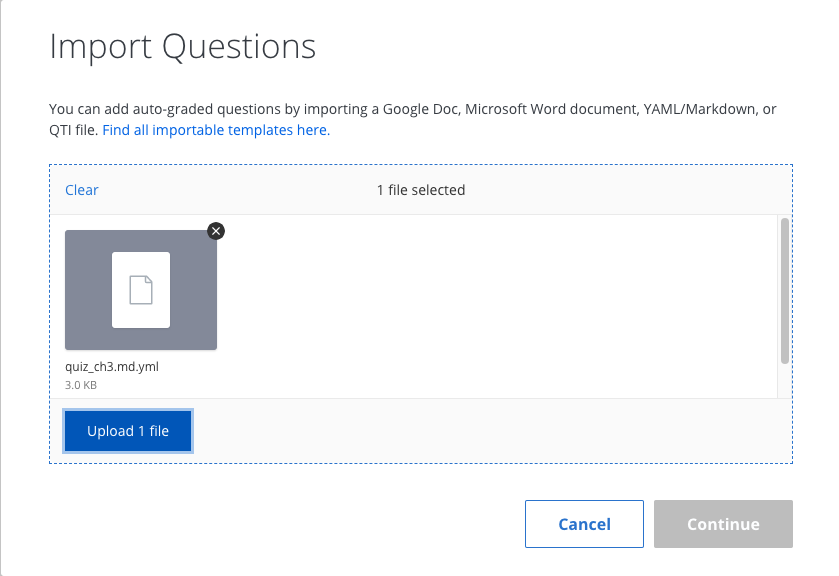 Import Questions
You can add auto-graded questions by importing a Google Doc, Microsoft Word document, YAML/Markdown, or
QTI file. Find all importable templates here.
Clear
1 file selected
quiz_ch3.md.yml
3.0 KB
Upload 1 file
Cancel
Continue